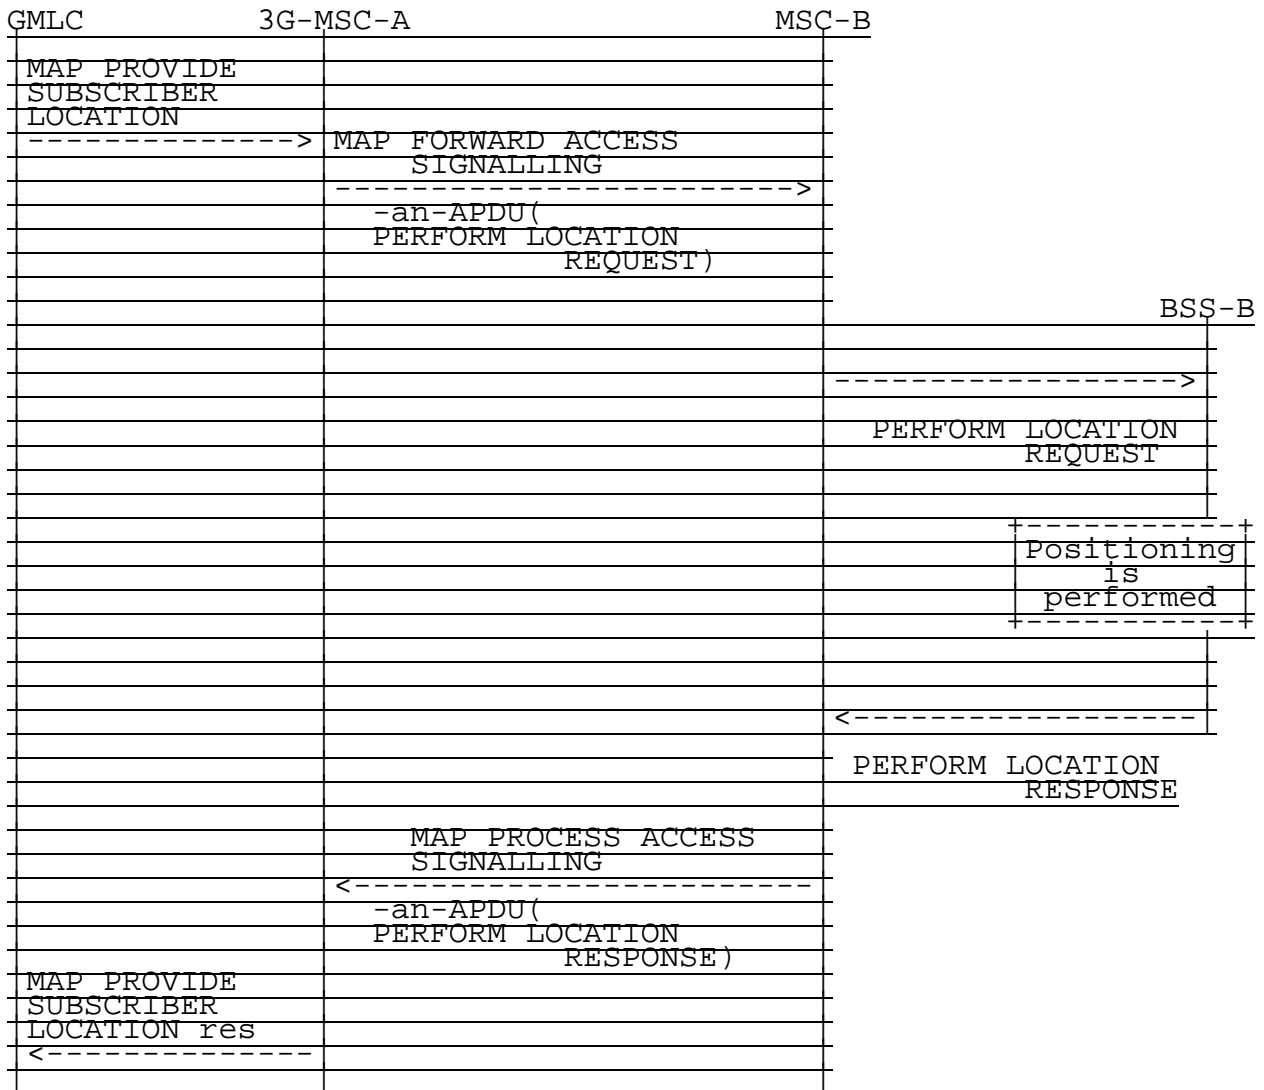 GMLC 3G-MSC-A MSC-B
MAP PROVIDE
SUBSCRIBER
LOCATION
--------------> MAP FORWARD ACCESS
SIGNALLING
------------------------>
-an-APDU(
PERFORM LOCATION
REQUEST)
BSS-B
------------------>
PERFORM LOCATION
REQUEST
+-----------+
|Positioning|
| is |
| performed |
+-----------+
<------------------
PERFORM LOCATION
RESPONSE
MAP PROCESS ACCESS
SIGNALLING
<------------------------
-an-APDU(
PERFORM LOCATION
RESPONSE)
MAP PROVIDE
SUBSCRIBER
LOCATION res
<--------------